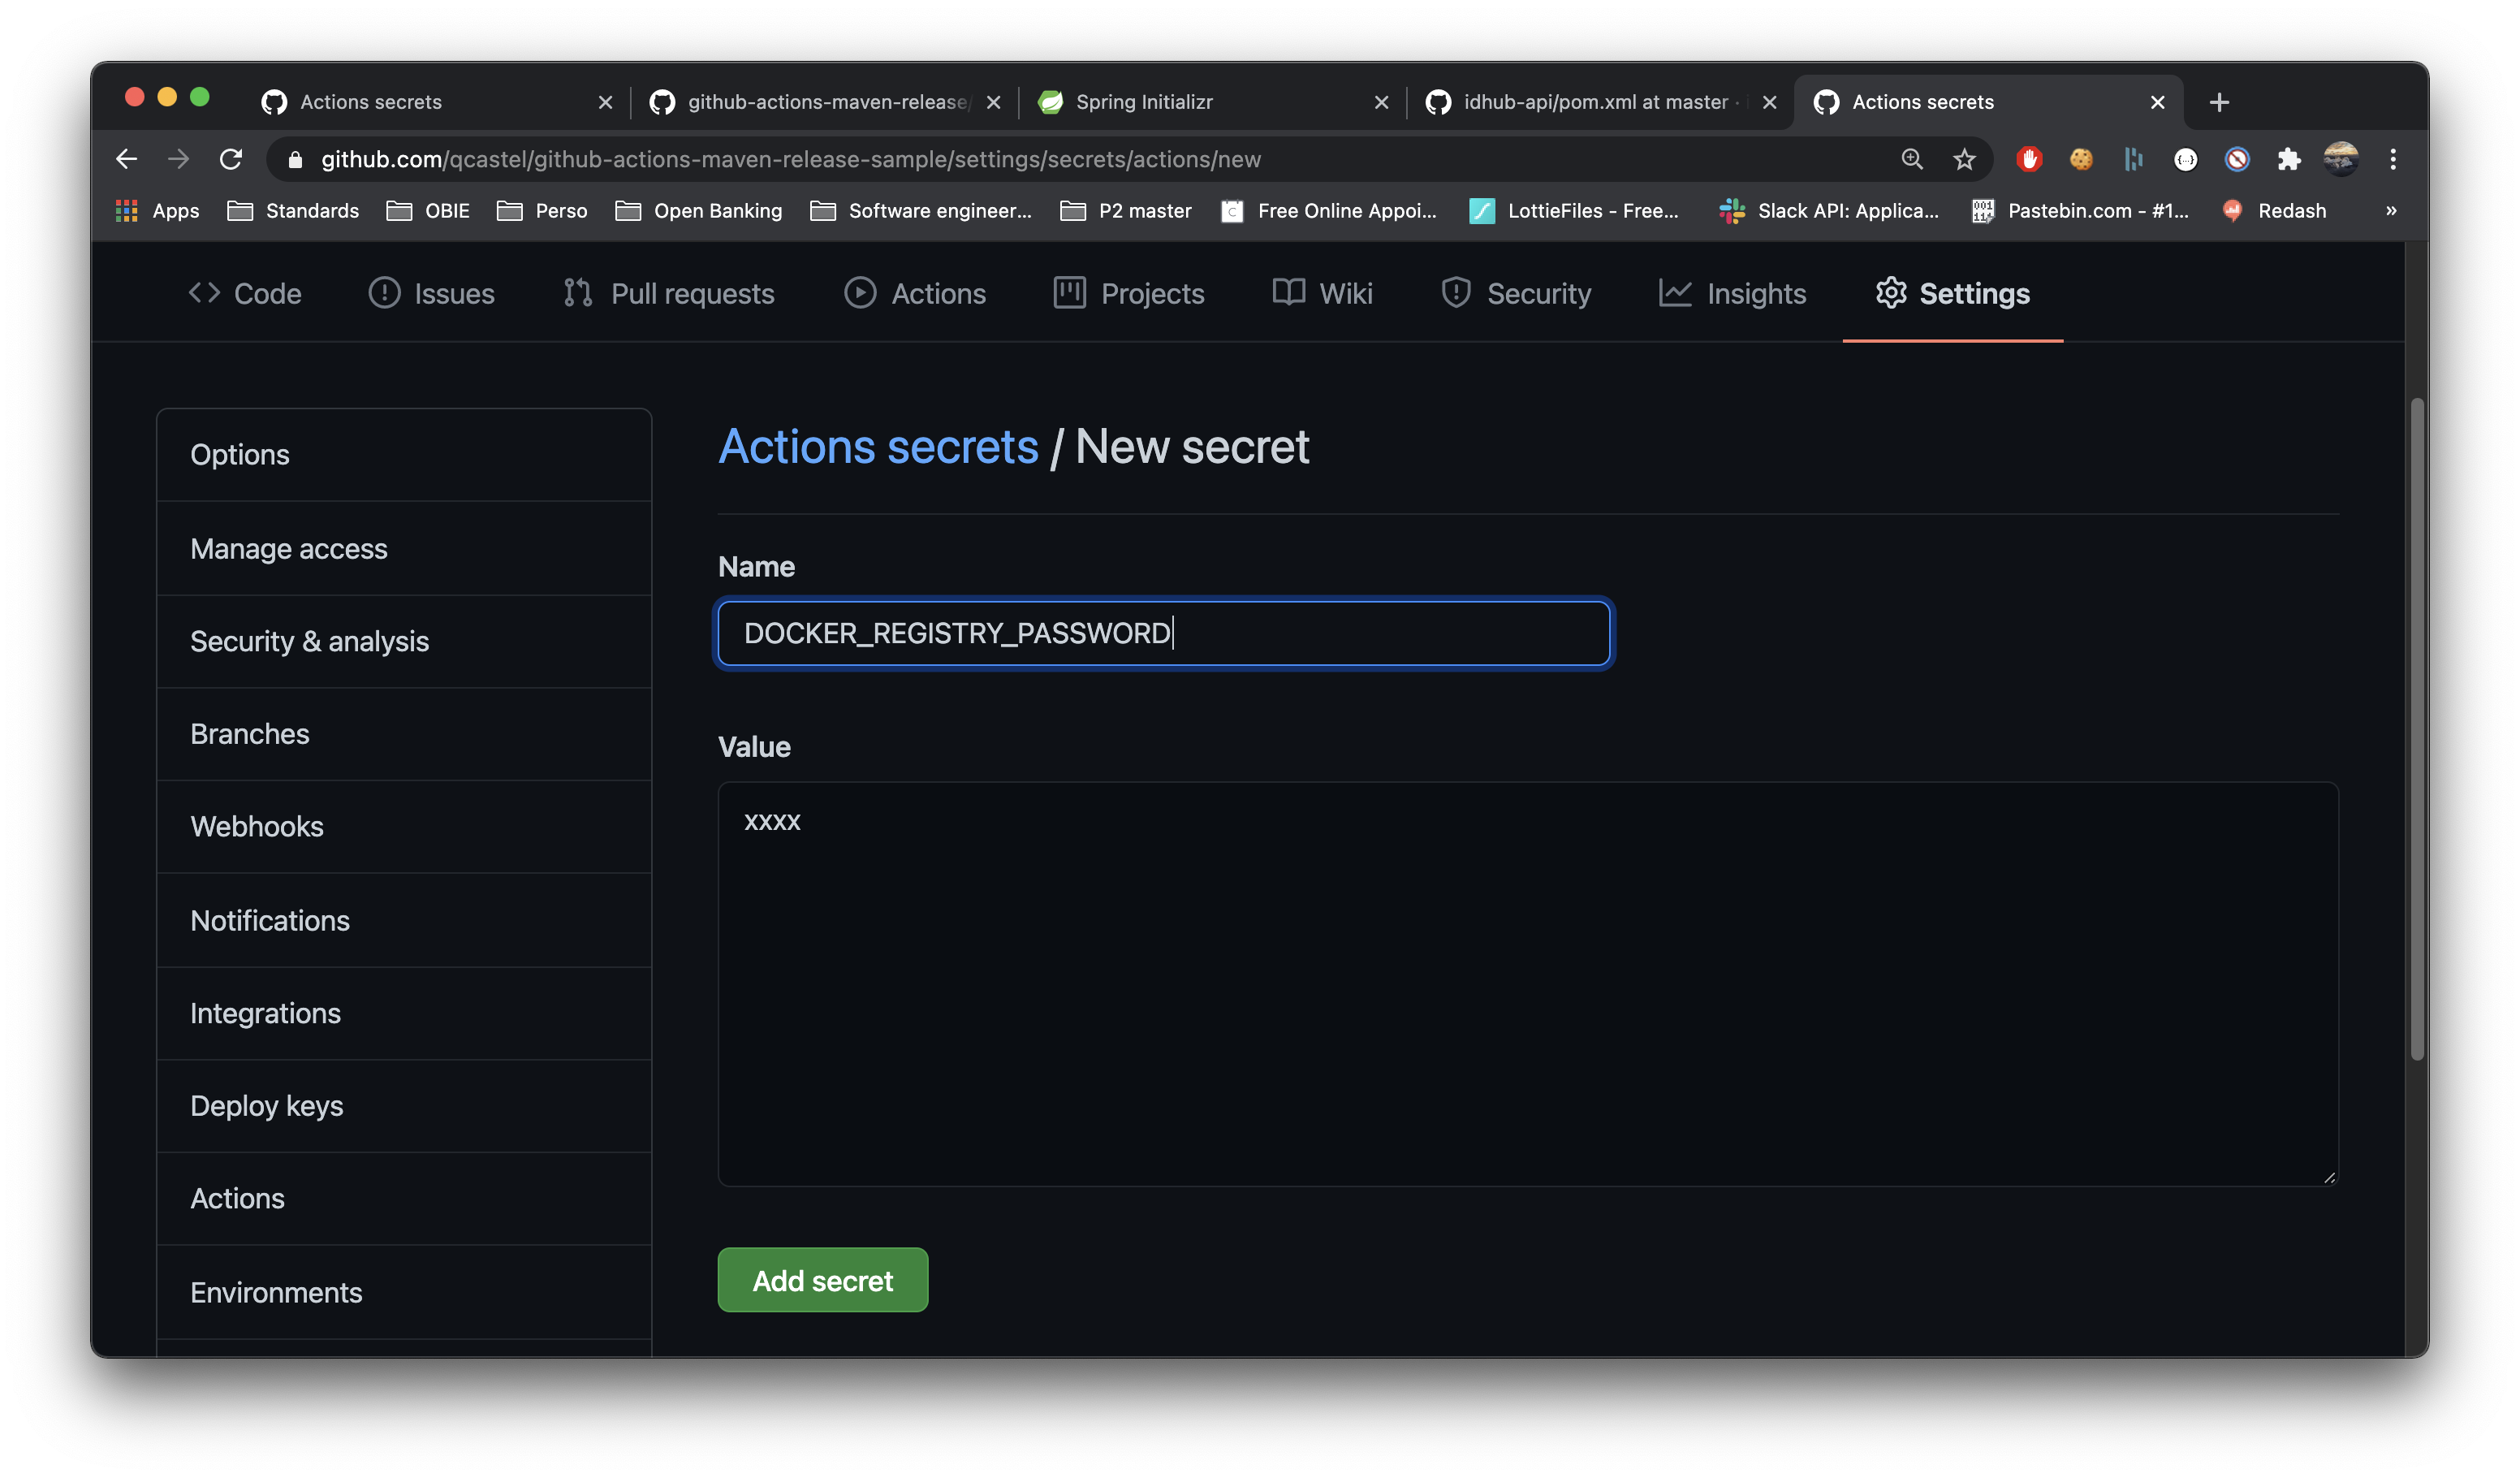 Actions secrets
github-actions-maven-release/
Spring Initializr
idhub-api/pom.xml at master ·
Actions secrets
github.com/qcastel/github-actions-maven-release-sample/settings/secrets/actions/new
Apps Standards OBIE Perso Open Banking Software engineer... P2 master Free Online Appoi... LottieFiles - Free... Slack API: Applica... Pastebin.com - #1... Redash »
Code Issues Pull requests Actions Projects Wiki Security Insights Settings
Options
Manage access
Security & analysis
Branches
Webhooks
Notifications
Integrations
Deploy keys
Actions
Environments
Actions secrets / New secret
Name
DOCKER_REGISTRY_PASSWORD
Value
xxxx
Add secret